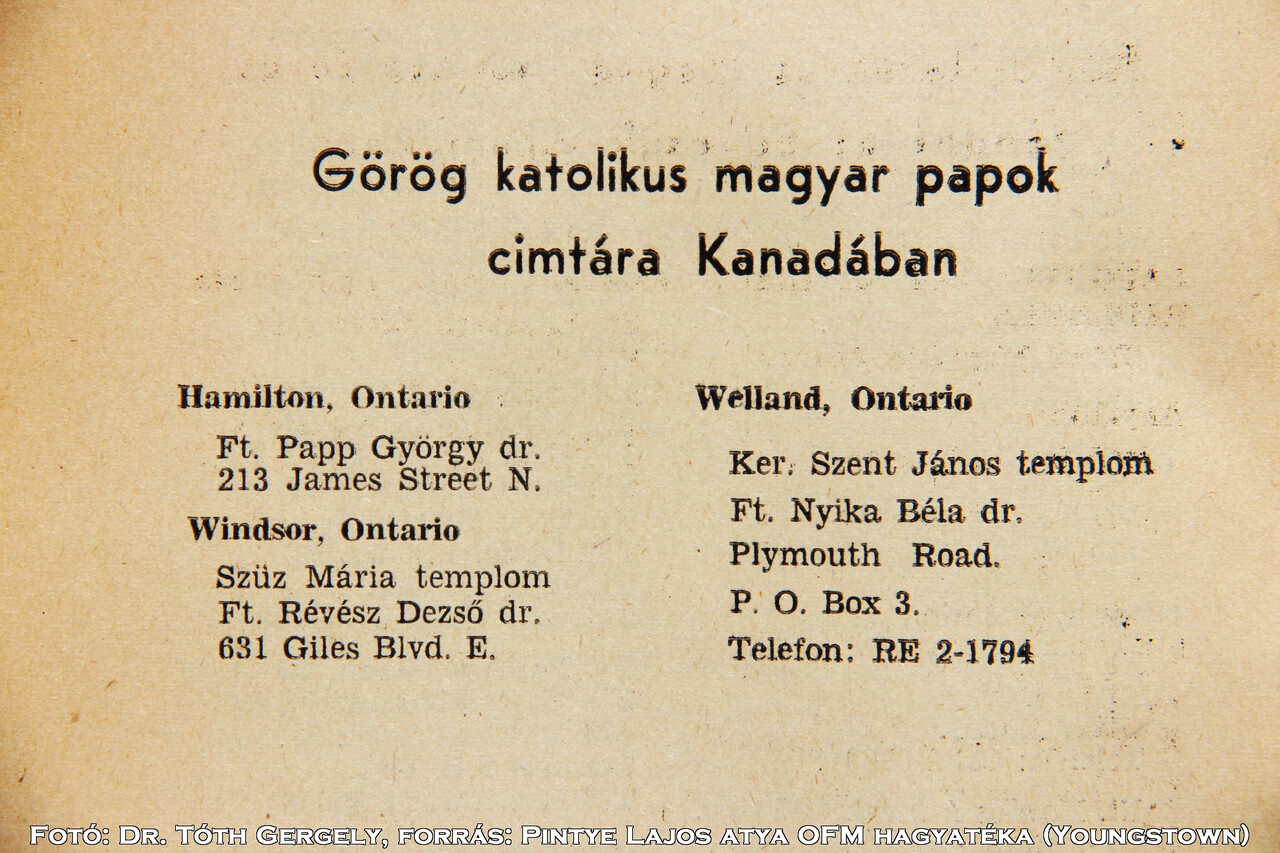 Görög katolikus magyar papok
cimtára Kanadában
Hamilton, Ontario
Ft. Papp György dr.
213 James Street N.
Windsor, Ontario
Szüz Mária templom
Ft. Révész Dezső dr.
631 Giles Blvd. E.
Welland, Ontario
Ker. Szent János templom
Ft. Nyika Béla dr.
Plymouth Road.
P. O. Box 3.
Telefon: RE 2-1794
Fotó: Dr. Tóth Gergely, forrás: Pintye Lajos atya OFM hagyatéka (Youngstown)